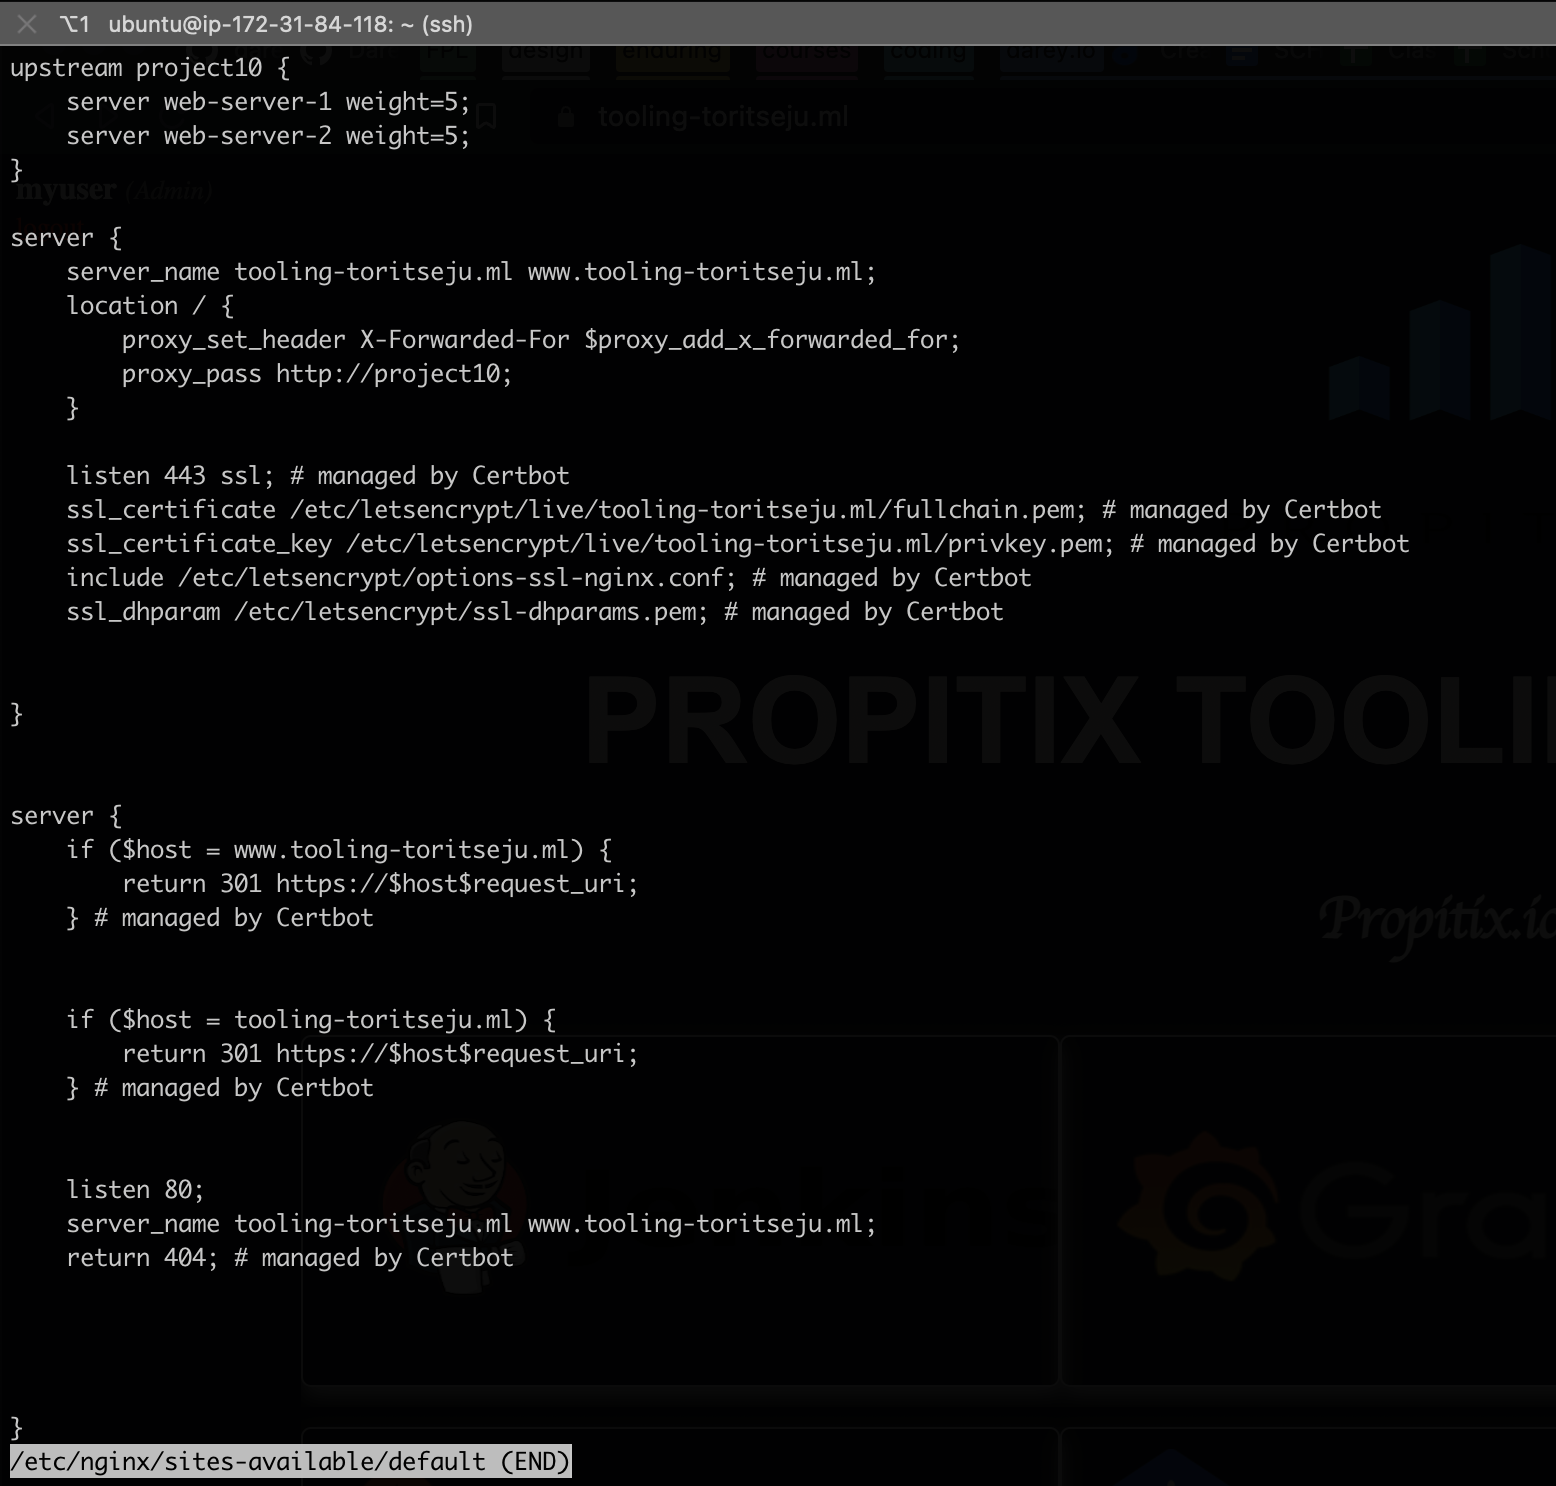 ⌥1 ubuntu@ip-172-31-84-118: ~ (ssh)
upstream project10 {
    server web-server-1 weight=5;
    server web-server-2 weight=5;
tooling-toritseju.ml
}
myuser (Admin)
server {
    server_name tooling-toritseju.ml www.tooling-toritseju.ml;
    location / {
        proxy_set_header X-Forwarded-For $proxy_add_x_forwarded_for;
        proxy_pass http://project10;
    }
    listen 443 ssl; # managed by Certbot
    ssl_certificate /etc/letsencrypt/live/tooling-toritseju.ml/fullchain.pem; # managed by Certbot
    ssl_certificate_key /etc/letsencrypt/live/tooling-toritseju.ml/privkey.pem; # managed by Certbot
    include /etc/letsencrypt/options-ssl-nginx.conf; # managed by Certbot
    ssl_dhparam /etc/letsencrypt/ssl-dhparams.pem; # managed by Certbot
}
PROPITIX
server {
    if ($host = www.tooling-toritseju.ml) {
        return 301 https://$host$request_uri;
    } # managed by Certbot
    if ($host = tooling-toritseju.ml) {
        return 301 https://$host$request_uri;
    } # managed by Certbot
    listen 80;
    server_name tooling-toritseju.ml www.tooling-toritseju.ml;
    return 404; # managed by Certbot
}
/etc/nginx/sites-available/default (END)